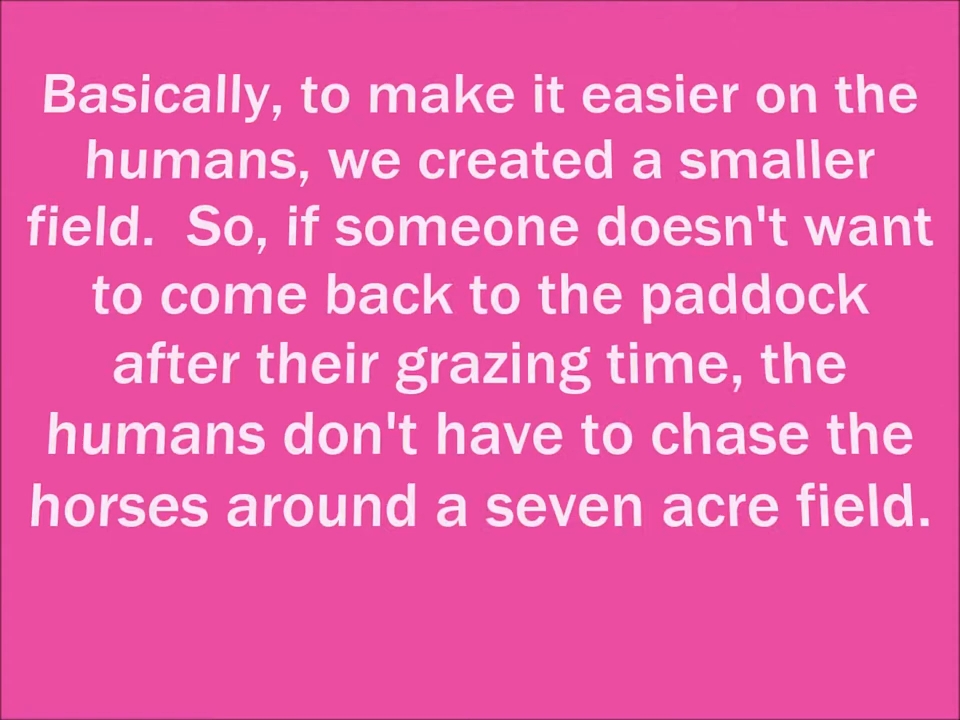 Basically, to make it easier on the
humans, we created a smaller
field.  So, if someone doesn't want
to come back to the paddock
after their grazing time, the
humans don't have to chase the
horses around a seven acre field.